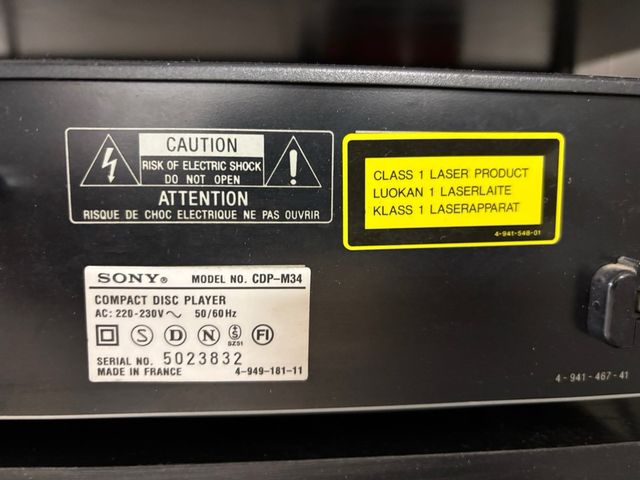 CAUTION
RISK OF ELECTRIC SHOCK
DO NOT OPEN
ATTENTION
RISQUE DE CHOC ELECTRIQUE NE PAS OUVRIR
CLASS 1 LASER PRODUCT
LUOKAN 1 LASERLAITE
KLASS 1 LASERAPPARAT
4-941-548-01
SONY® MODEL NO. CDP-M34
COMPACT DISC PLAYER
AC: 220-230V~ 50/60Hz
S D N S FI
SZ51
SERIAL NO. 5023832
MADE IN FRANCE 4-949-181-11
4-941-467-41